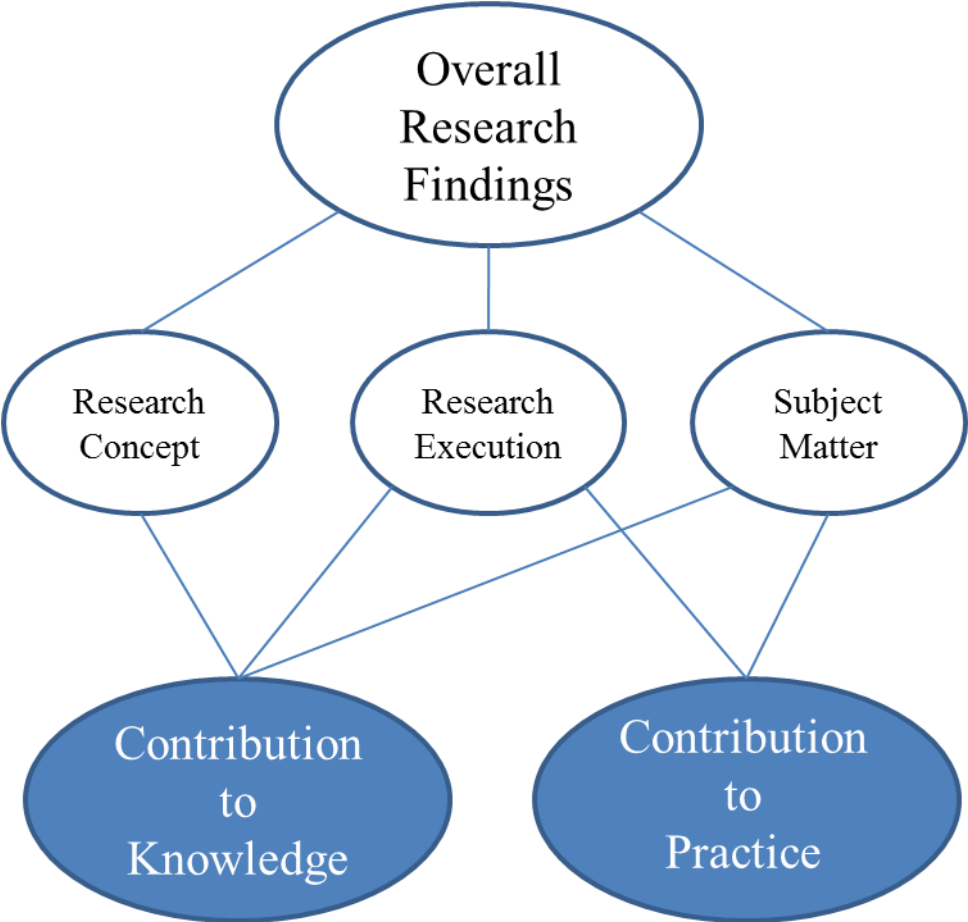 Overall
Research
Findings
Research
Concept
Research
Execution
Subject
Matter
Contribution
to
Knowledge
Contribution
to
Practice